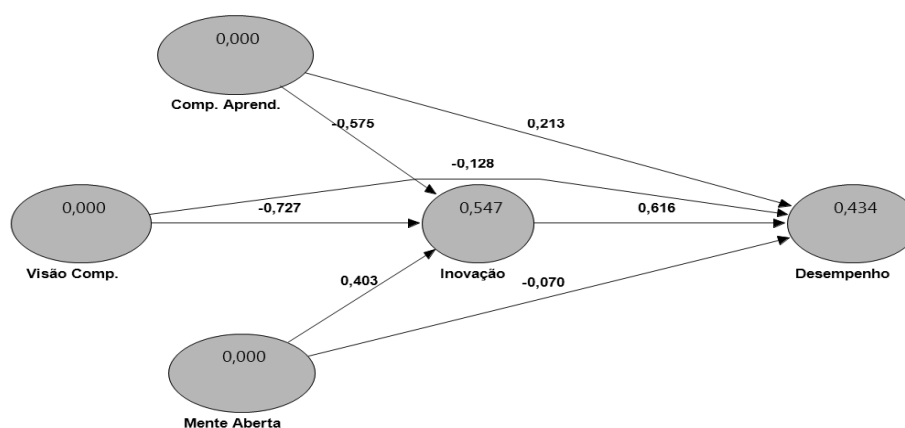 0,000
Comp. Aprend.
-0,575
0,213
-0,128
0,000
-0,727
0,547
0,616
0,434
Visão Comp.
Inovação
Desempenho
0,403
-0,070
0,000
Mente Aberta